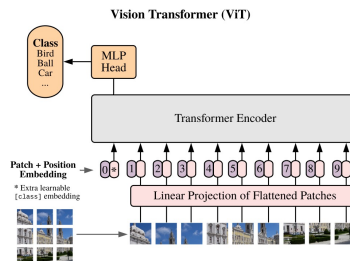 Vision Transformer (ViT)
Class
Bird
Ball
Car
...
MLP
Head
Transformer Encoder
Patch + Position
Embedding
0 * 1 2 3 4 5 6 7 8 9
* Extra learnable
[class] embedding
Linear Projection of Flattened Patches